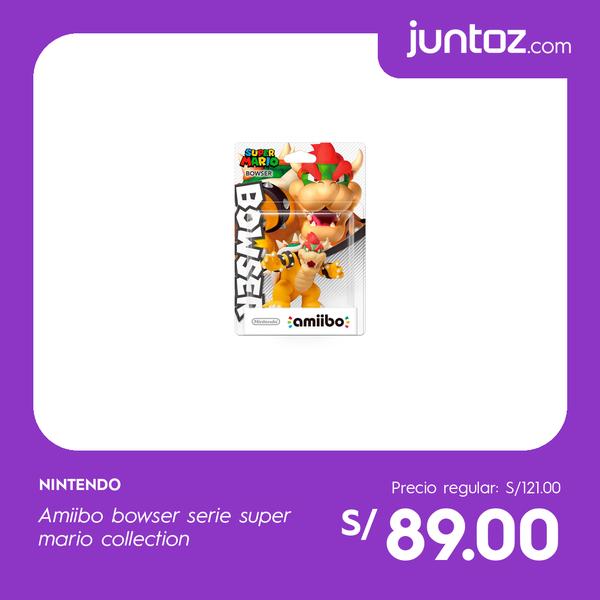 juntoz.com
SUPER
MARIO
BOWSER
BOWSER
Nintendo
amiibo
NINTENDO
Amiibo bowser serie super
mario collection
Precio regular: S/121.00
S/ 89.00